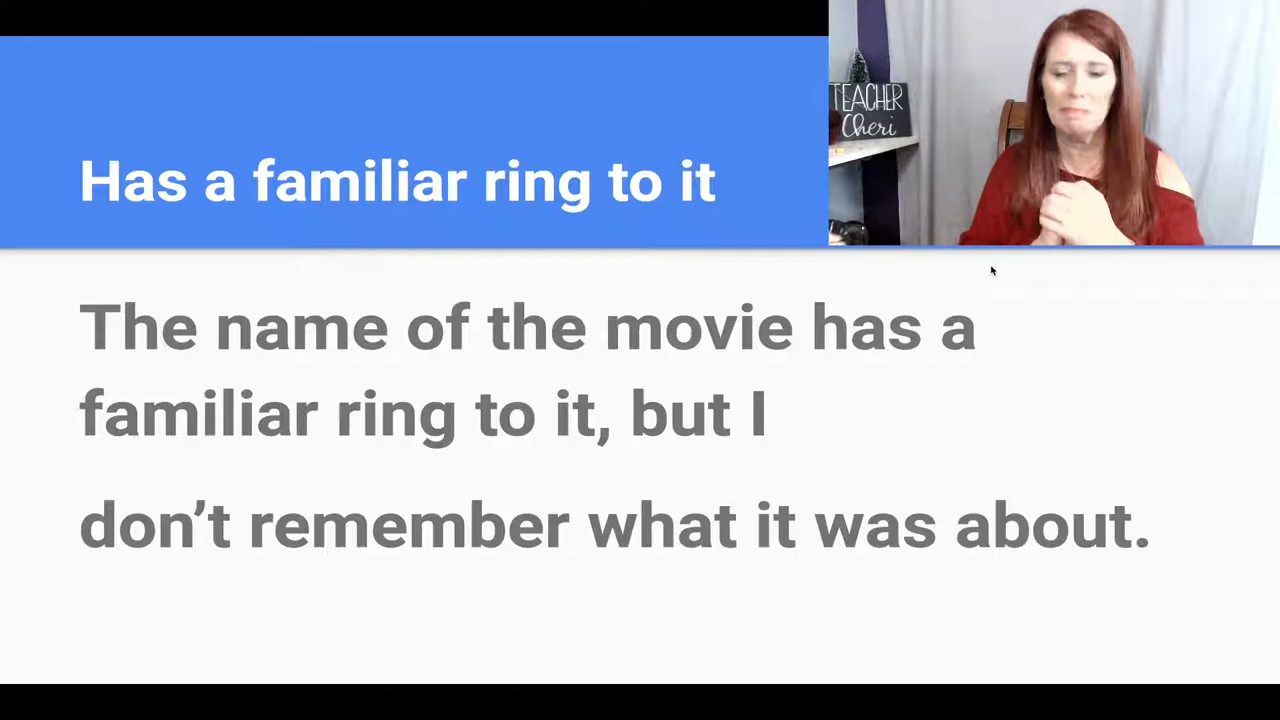 Has a familiar ring to it
TEACHER
Cheri
The name of the movie has a
familiar ring to it, but I
don’t remember what it was about.